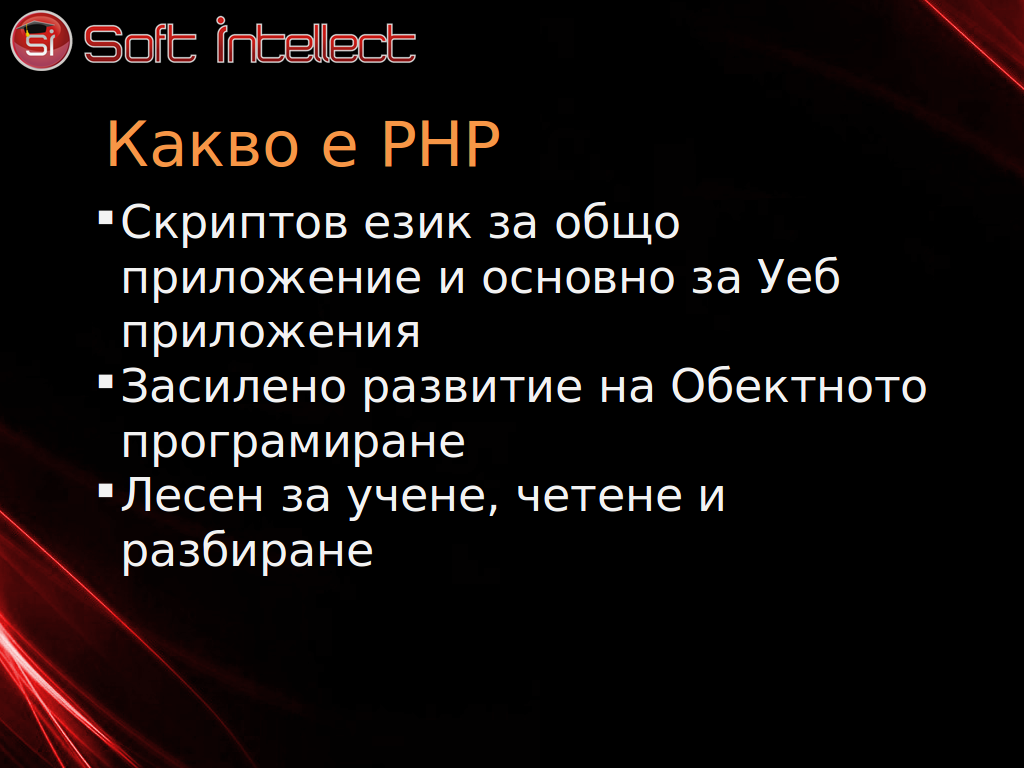 si Soft Intellect
Какво е PHP
▪Скриптов език за общо
приложение и основно за Уеб
приложения
▪Засилено развитие на Обектното
програмиране
▪Лесен за учене, четене и
разбиране